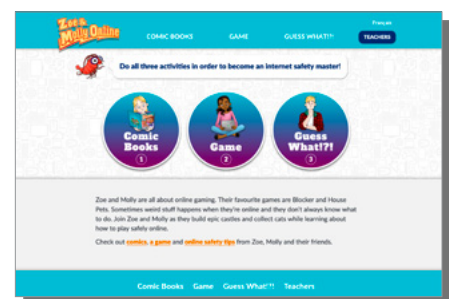 Zoe &
Molly Online
COMIC BOOKS GAME GUESS WHAT!?! Français TEACHERS
Do all three activities in order to become an internet safety master!
Comic
Books
1
Game
2
Guess
What!?!
3
Zoe and Molly are all about online gaming. Their favourite games are Blocker and House
Pets. Sometimes weird stuff happens when they're online and they don't always know what
to do. Join Zoe and Molly as they build epic castles and collect cats while learning about
how to play safely online.
Check out comics, a game and online safety tips from Zoe, Molly and their friends.
Comic Books Game Guess What!?! Teachers